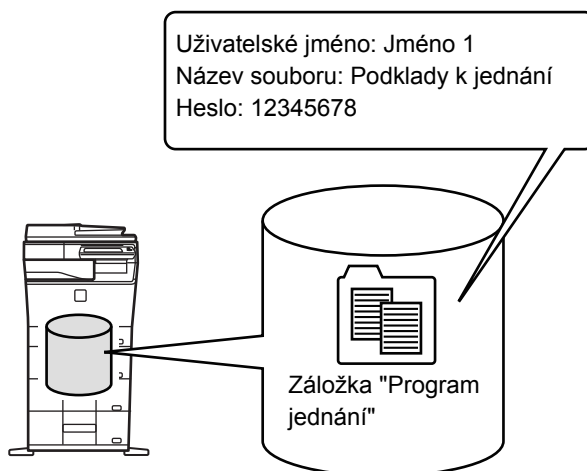 Uživatelské jméno: Jméno 1
Název souboru: Podklady k jednání
Heslo: 12345678
Záložka "Program
jednání"